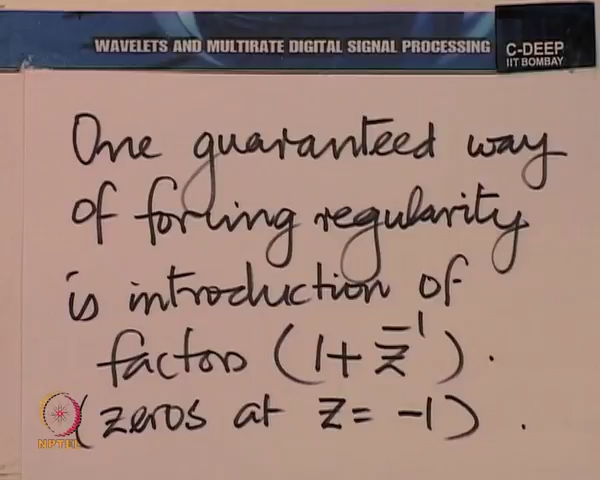 WAVELETS AND MULTIRATE DIGITAL SIGNAL PROCESSING
C-DEEP
IIT BOMBAY
One guaranteed way
of forcing regularity
is introduction of
factors (1+z⁻¹).
(zeros at z = -1).
NPTEL